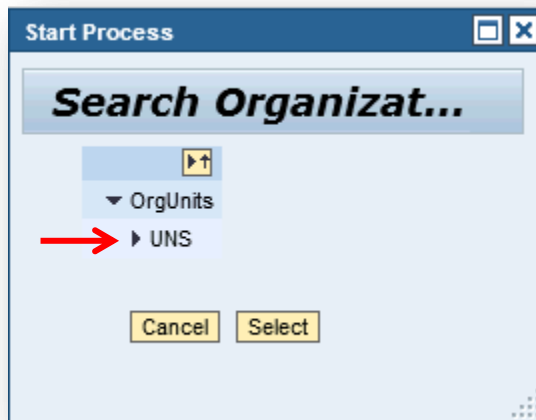 Start Process
Search Organizat...
OrgUnits
UNS
Cancel Select